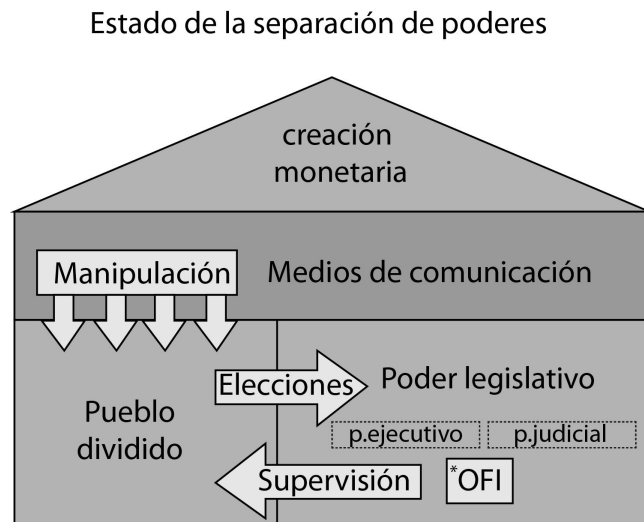 Estado de la separación de poderes
creación
monetaria
Manipulación
Medios de comunicación
Elecciones
Poder legislativo
Pueblo
dividido
p.ejecutivo
p.judicial
Supervisión
*OFI